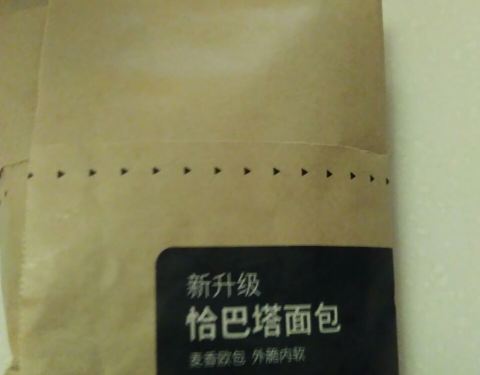 新升级
恰巴塔面包
麦香欧包 外脆内软